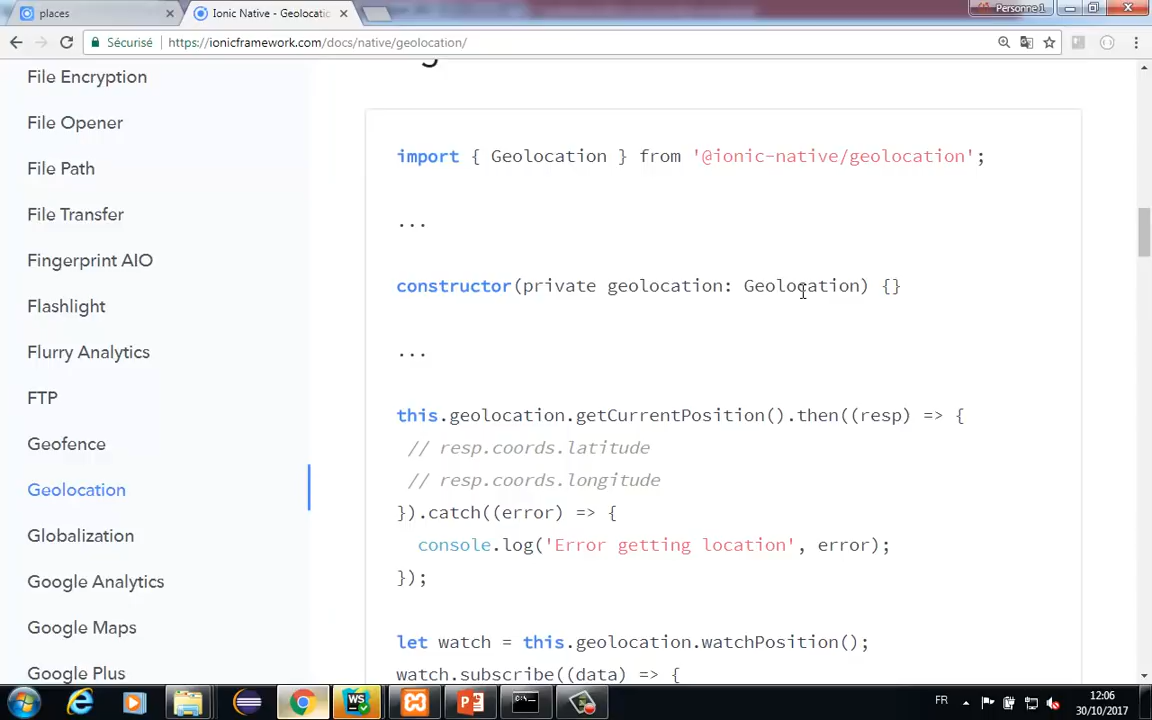 places
Ionic Native - Geolocatic
Personne 1
Sécurisé
https://ionicframework.com/docs/native/geolocation/
File Encryption
File Opener
File Path
File Transfer
Fingerprint AIO
Flashlight
Flurry Analytics
FTP
Geofence
Geolocation
Globalization
Google Analytics
Google Maps
Google Plus
import { Geolocation } from '@ionic-native/geolocation';
...
constructor(private geolocation: Geolocation) {}
...
this.geolocation.getCurrentPosition().then((resp) => {
// resp.coords.latitude
// resp.coords.longitude
}).catch((error) => {
console.log('Error getting location', error);
});
let watch = this.geolocation.watchPosition();
watch.subscribe((data) => {
WS
FR
12:06
30/10/2017